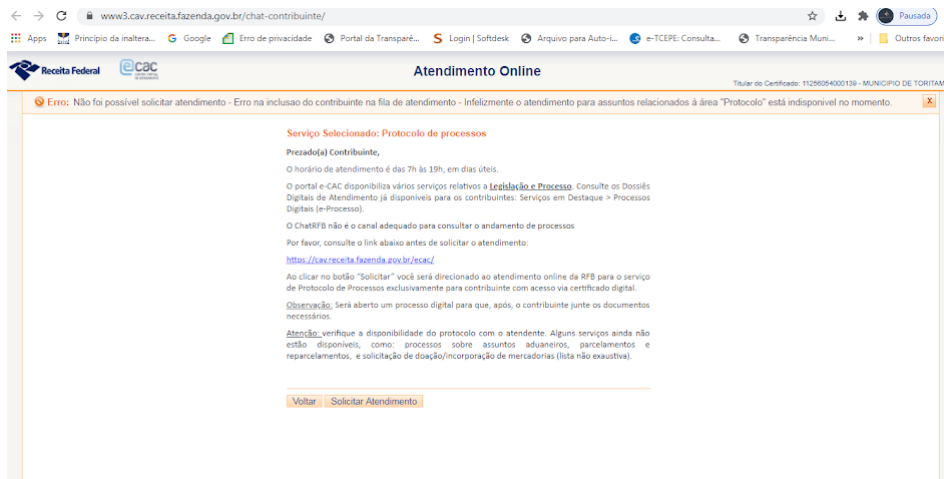 www3.cav.receita.fazenda.gov.br/chat-contribuinte/
Pausada
Apps Princípio da inaltera... Google Erro de privacidade Portal da Transparê... Login | Softdesk Arquivo para Auto-i... e-TCEPE: Consulta... Transparência Muni... » Outros favori
Receita Federal eCAC Atendimento Online
Titular do Certificado: 11256054000139 - MUNICIPIO DE TORITAM
Erro: Não foi possível solicitar atendimento - Erro na inclusao do contribuinte na fila de atendimento - Infelizmente o atendimento para assuntos relacionados à área "Protocolo" está indisponivel no momento. x
Serviço Selecionado: Protocolo de processos
Prezado(a) Contribuinte,
O horário de atendimento é das 7h às 19h, em dias úteis.
O portal e-CAC disponibiliza vários serviços relativos a Legislação e Processo. Consulte os Dossiês
Digitais de Atendimento já disponíveis para os contribuintes: Serviços em Destaque > Processos
Digitais (e-Processo).
O ChatRFB não é o canal adequado para consultar o andamento de processos
Por favor, consulte o link abaixo antes de solicitar o atendimento:
https://cav.receita.fazenda.gov.br/ecac/
Ao clicar no botão "Solicitar" você será direcionado ao atendimento online da RFB para o serviço
de Protocolo de Processos exclusivamente para contribuinte com acesso via certificado digital.
Observação: Será aberto um processo digital para que, após, o contribuinte junte os documentos
necessários.
Atenção: verifique a disponibilidade do protocolo com o atendente. Alguns serviços ainda não
estão disponíveis, como: processos sobre assuntos aduaneiros, parcelamentos e
reparcelamentos, e solicitação de doação/incorporação de mercadorias (lista não exaustiva).
Voltar Solicitar Atendimento